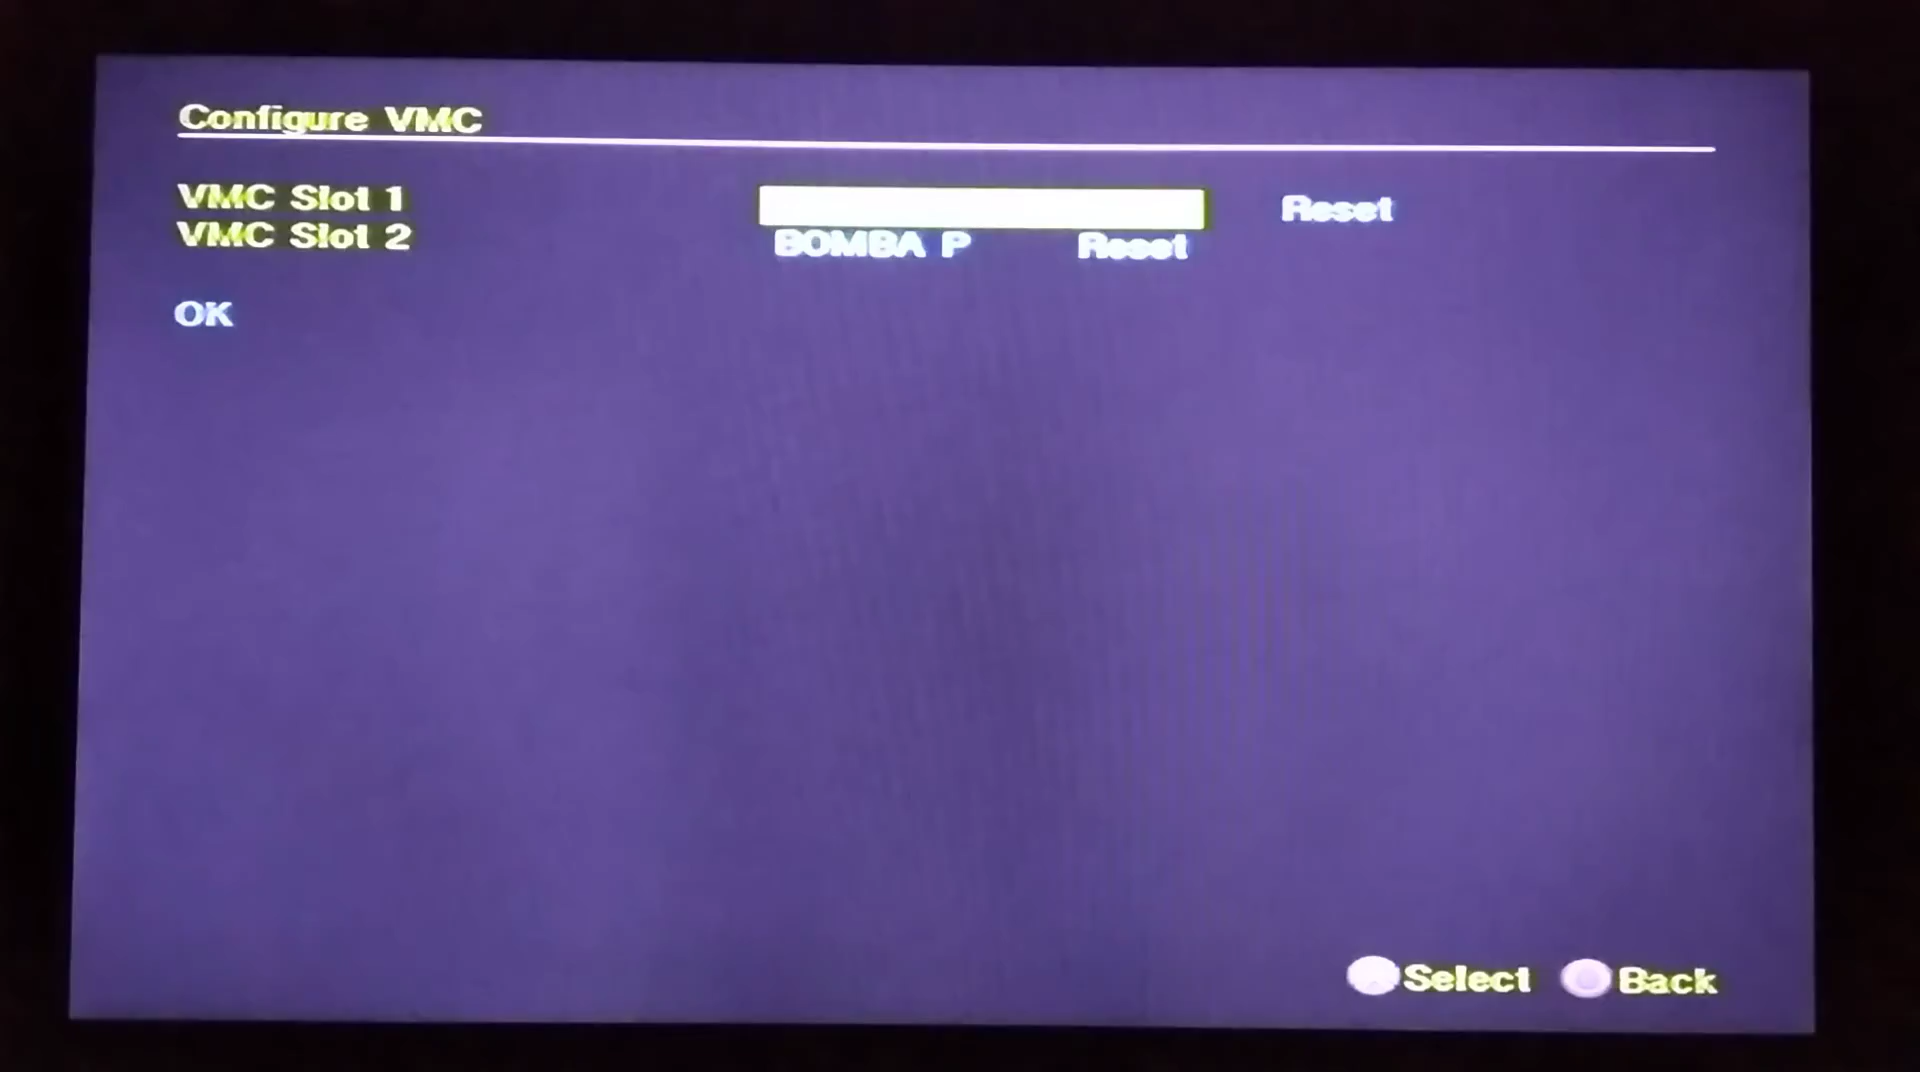 Configure VMC
VMC Slot 1 Reset
VMC Slot 2 BOMBA P Reset
OK
Select Back